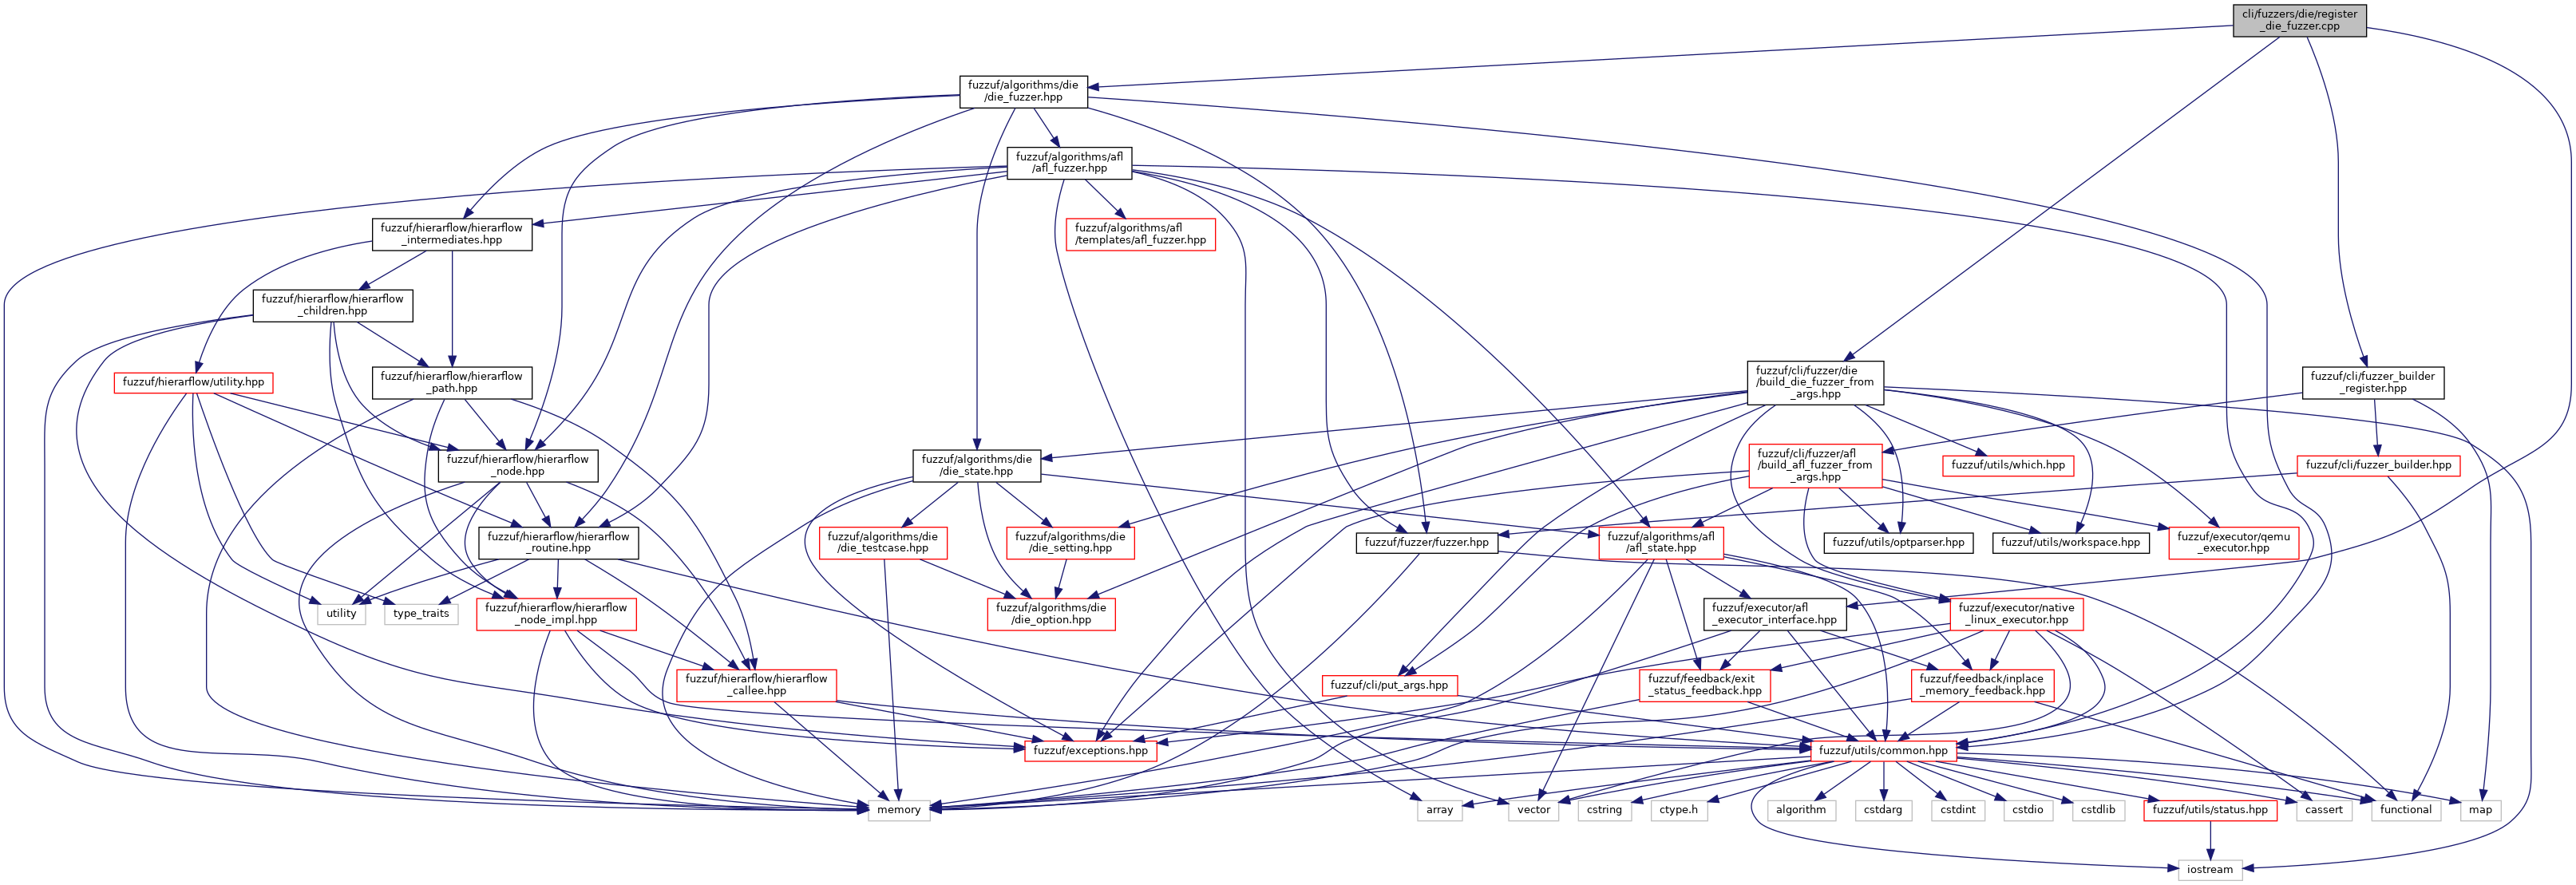 cli/fuzzers/die/register
_die_fuzzer.cpp
fuzzuf/algorithms/die
/die_fuzzer.hpp
fuzzuf/algorithms/afl
/afl_fuzzer.hpp
fuzzuf/hierarflow/hierarflow
_intermediates.hpp
fuzzuf/algorithms/afl
/templates/afl_fuzzer.hpp
fuzzuf/hierarflow/hierarflow
_children.hpp
fuzzuf/hierarflow/utility.hpp
fuzzuf/hierarflow/hierarflow
_path.hpp
fuzzuf/cli/fuzzer/die
/build_die_fuzzer_from
_args.hpp
fuzzuf/cli/fuzzer_builder
_register.hpp
fuzzuf/hierarflow/hierarflow
_node.hpp
fuzzuf/algorithms/die
/die_state.hpp
fuzzuf/cli/fuzzer/afl
/build_afl_fuzzer_from
_args.hpp
fuzzuf/utils/which.hpp
fuzzuf/cli/fuzzer_builder.hpp
fuzzuf/hierarflow/hierarflow
_routine.hpp
fuzzuf/algorithms/die
/die_testcase.hpp
fuzzuf/algorithms/die
/die_setting.hpp
fuzzuf/fuzzer/fuzzer.hpp
fuzzuf/algorithms/afl
/afl_state.hpp
fuzzuf/utils/optparser.hpp
fuzzuf/utils/workspace.hpp
fuzzuf/executor/qemu
_executor.hpp
utility
type_traits
fuzzuf/hierarflow/hierarflow
_node_impl.hpp
fuzzuf/algorithms/die
/die_option.hpp
fuzzuf/executor/afl
_executor_interface.hpp
fuzzuf/executor/native
_linux_executor.hpp
fuzzuf/hierarflow/hierarflow
_callee.hpp
fuzzuf/cli/put_args.hpp
fuzzuf/feedback/exit
_status_feedback.hpp
fuzzuf/feedback/inplace
_memory_feedback.hpp
fuzzuf/exceptions.hpp
fuzzuf/utils/common.hpp
memory
array
vector
cstring
ctype.h
algorithm
cstdarg
cstdint
cstdio
cstdlib
fuzzuf/utils/status.hpp
cassert
functional
map
iostream